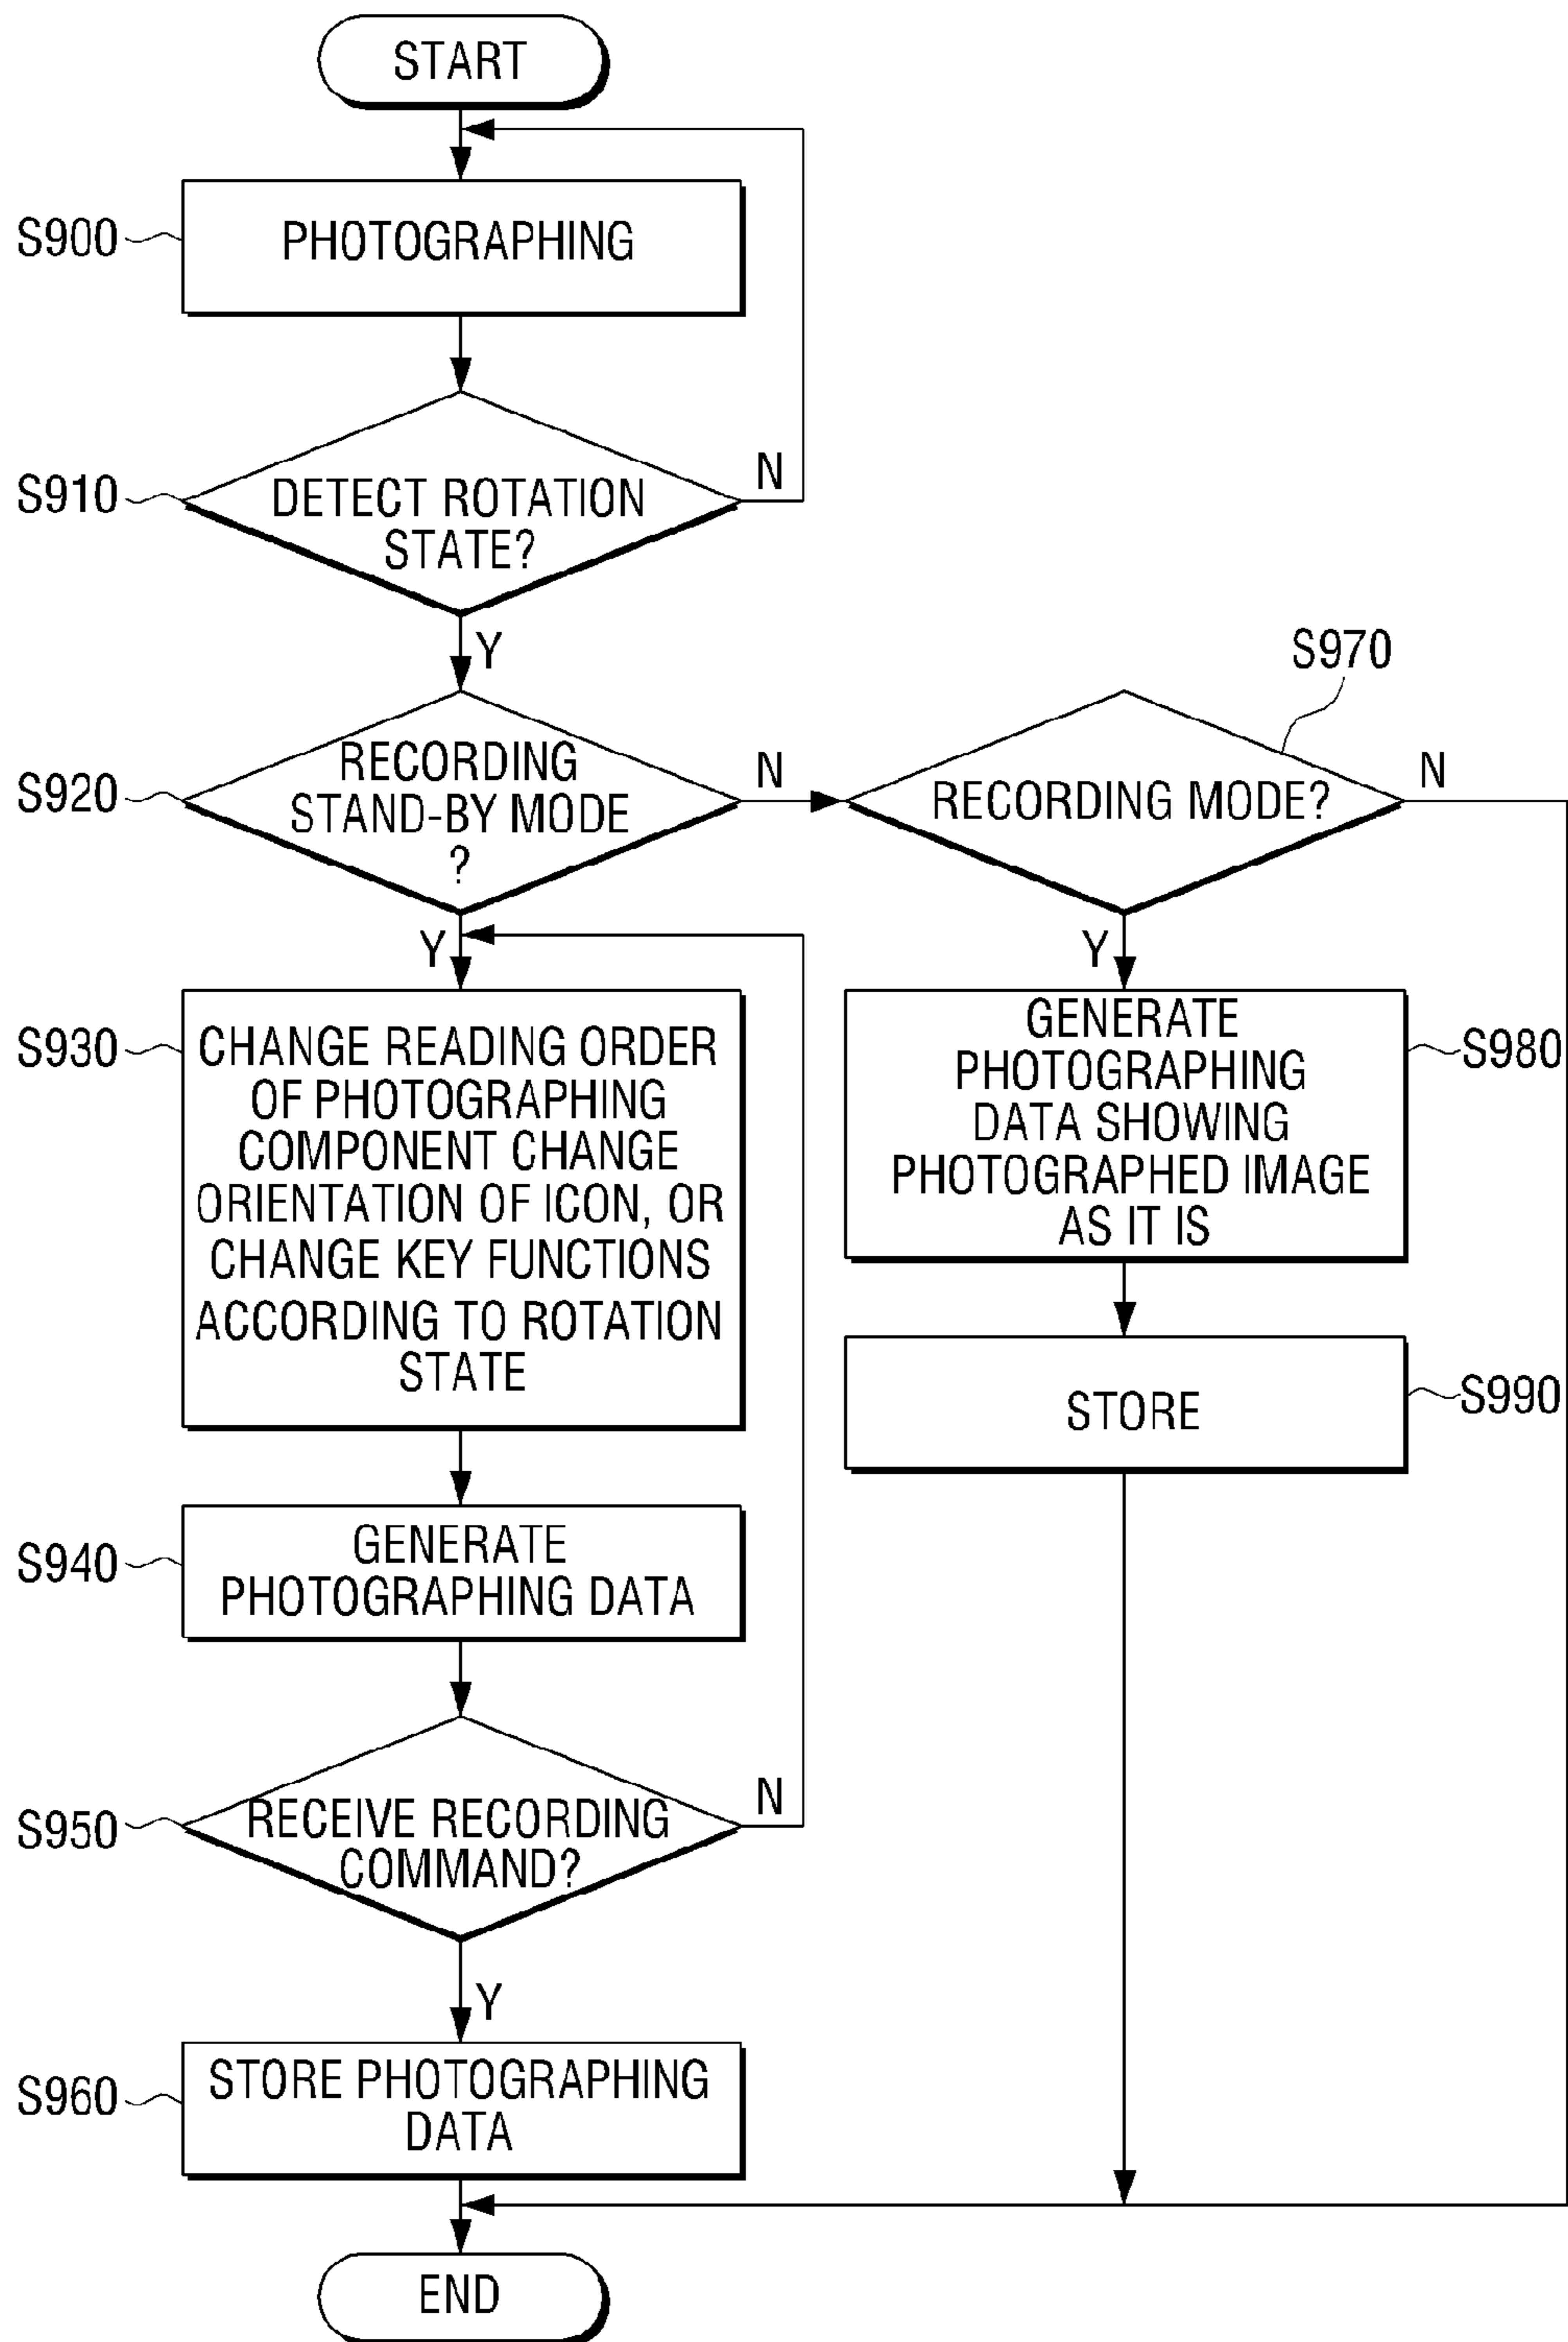 START
S900
PHOTOGRAPHING
S910
DETECT ROTATION
STATE?
N
Y
S920
RECORDING
STAND-BY MODE
?
N
Y
S970
RECORDING MODE?
N
Y
S930
CHANGE READING ORDER
OF PHOTOGRAPHING
COMPONENT CHANGE
ORIENTATION OF ICON, OR
CHANGE KEY FUNCTIONS
ACCORDING TO ROTATION
STATE
GENERATE
PHOTOGRAPHING
DATA SHOWING
PHOTOGRAPHED IMAGE
AS IT IS
S980
STORE
S990
S940
GENERATE
PHOTOGRAPHING DATA
S950
RECEIVE RECORDING
COMMAND?
N
Y
S960
STORE PHOTOGRAPHING
DATA
END